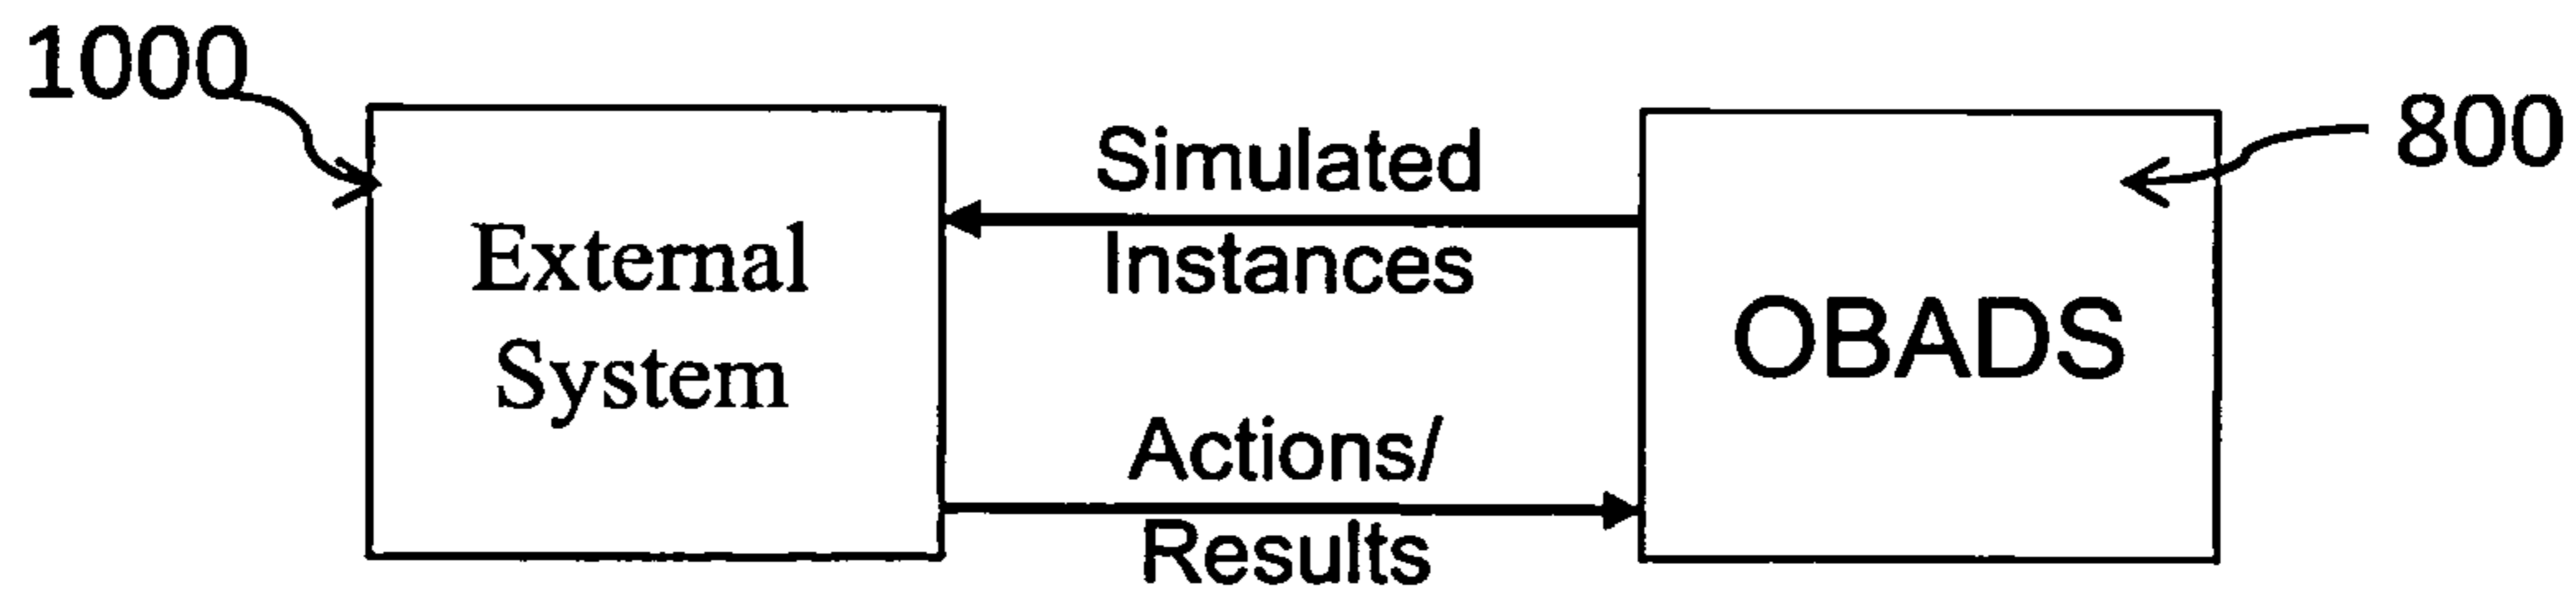 1000
External
System
Simulated
Instances
Actions/
Results
OBADS
800